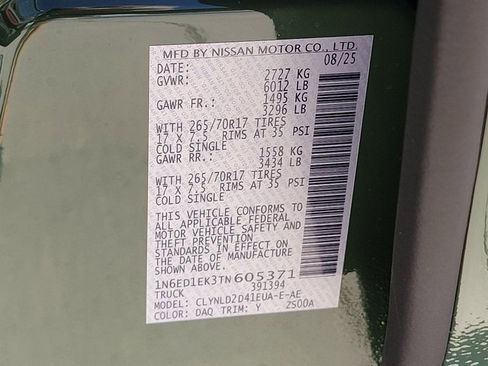 MFD BY NISSAN MOTOR CO., LTD.
DATE: 08/25
GVWR: 2727 KG
6012 LB
GAWR FR.: 1495 KG
3296 LB
WITH 265/70R17 TIRES
17 X 7.5 RIMS AT 35 PSI
COLD SINGLE
GAWR RR.: 1558 KG
3434 LB
WITH 265/70R17 TIRES
17 X 7.5 RIMS AT 35 PSI
COLD SINGLE
THIS VEHICLE CONFORMS TO
ALL APPLICABLE FEDERAL
MOTOR VEHICLE SAFETY AND
THEFT PREVENTION
STANDARDS IN EFFECT ON
THE DATE OF MANUFACTURE
1N6ED1EK3TN605371
TRUCK 391394
MODEL: CLYNLD2D41EUA-E-AE
COLOR: DAQ TRIM: Y 2S00A